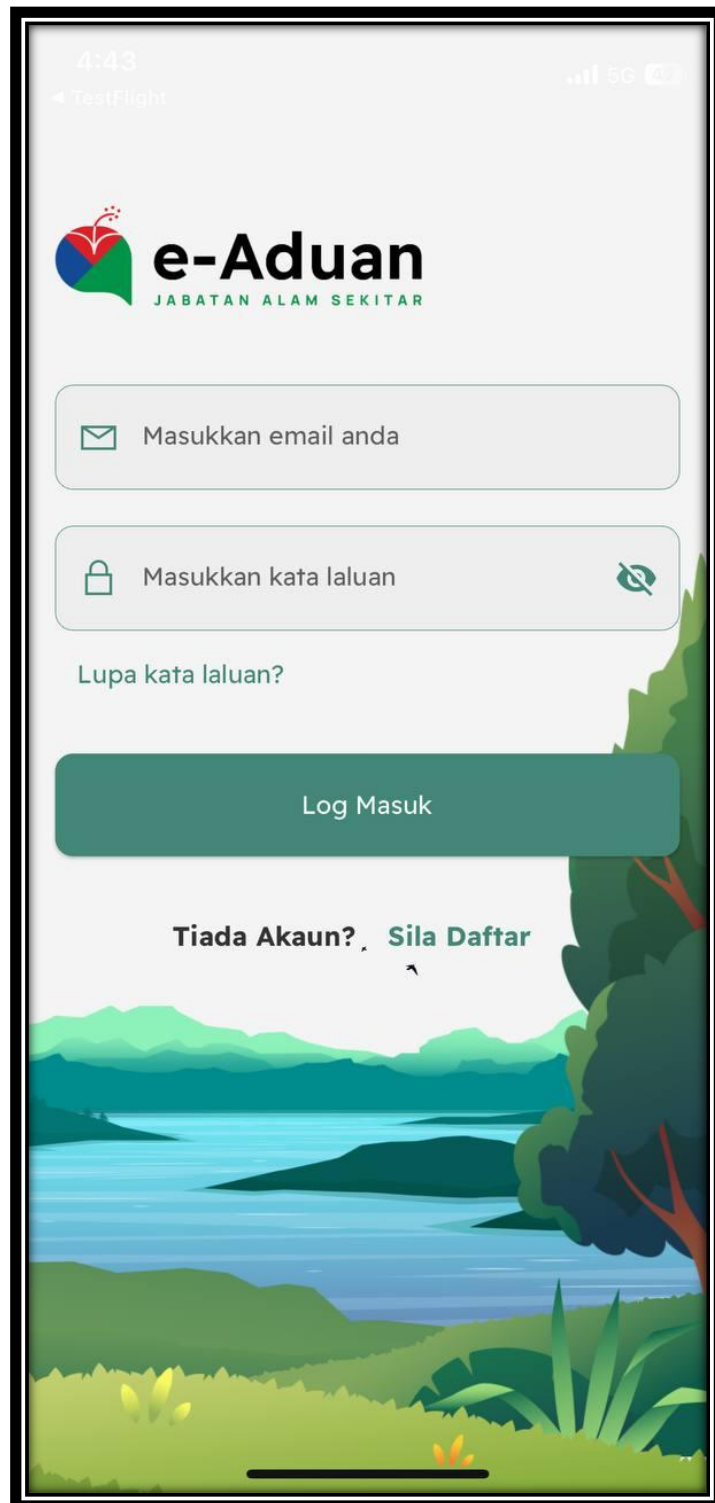 4:43
5G
◀ TestFlight
e-Aduan
JABATAN ALAM SEKITAR
Masukkan email anda
Masukkan kata laluan
Lupa kata laluan?
Log Masuk
Tiada Akaun? Sila Daftar